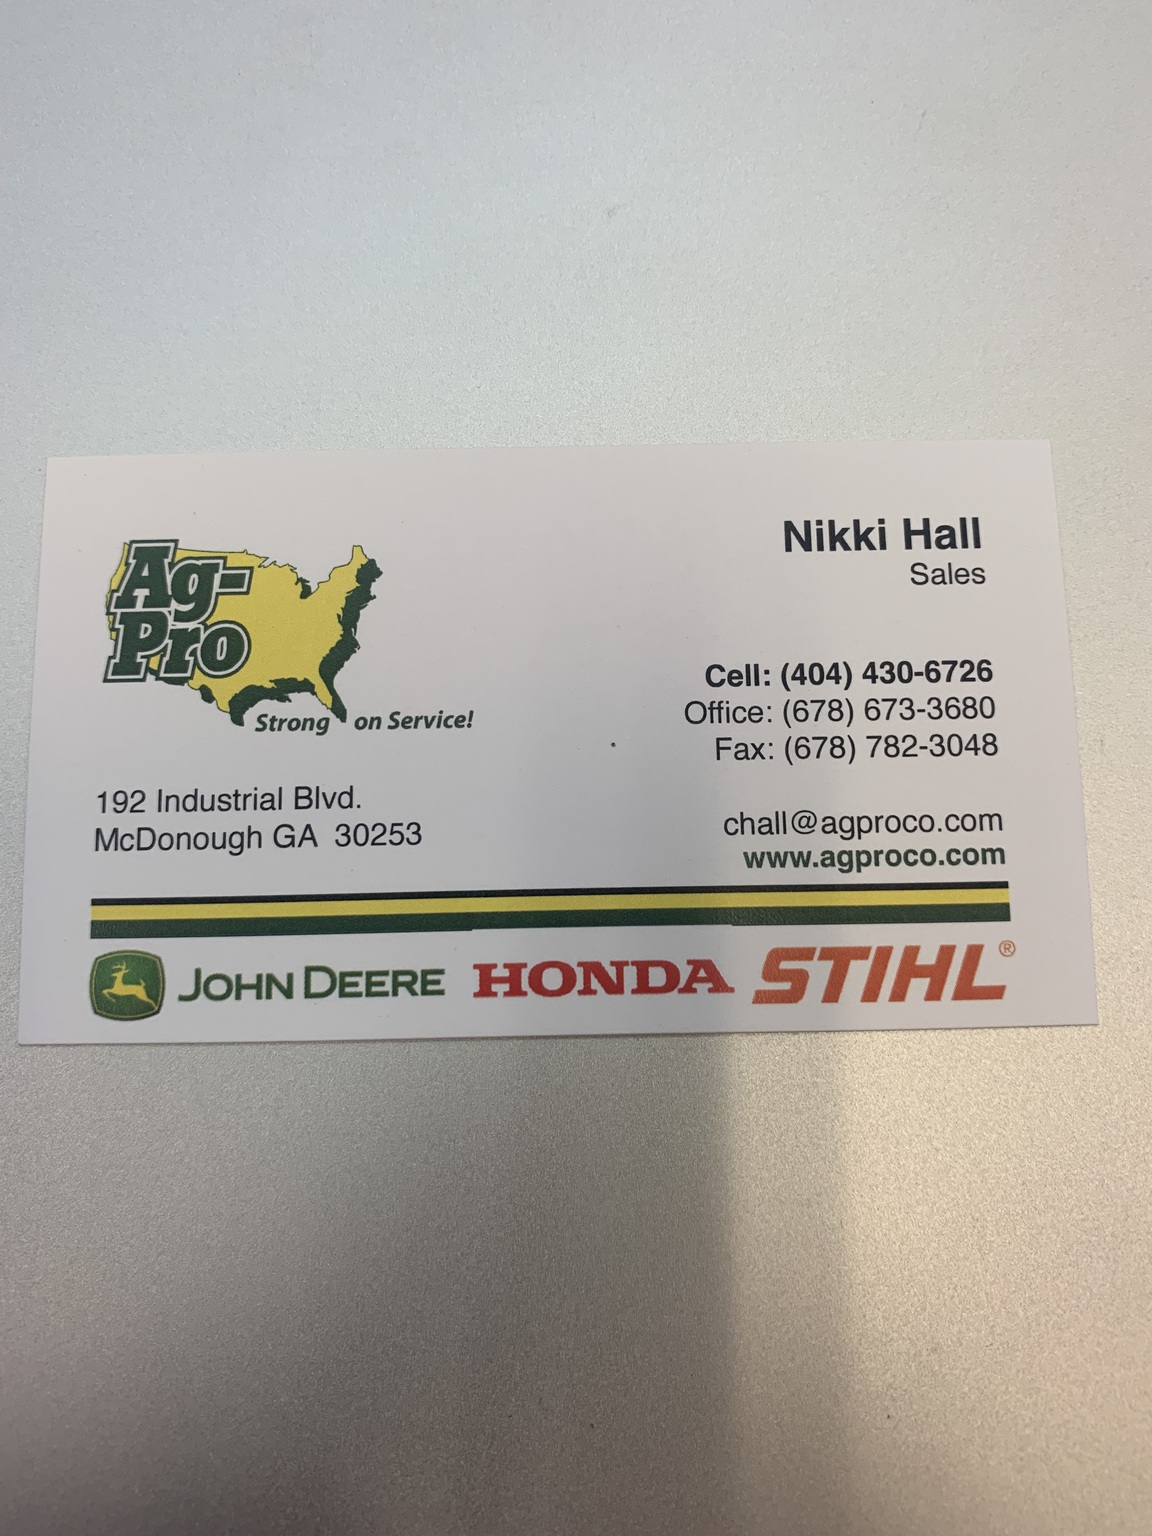 Ag-
Pro
Strong on Service!
192 Industrial Blvd.
McDonough GA 30253
Nikki Hall
Sales
Cell: (404) 430-6726
Office: (678) 673-3680
Fax: (678) 782-3048
chall@agproco.com
www.agproco.com
JOHN DEERE HONDA STIHL®